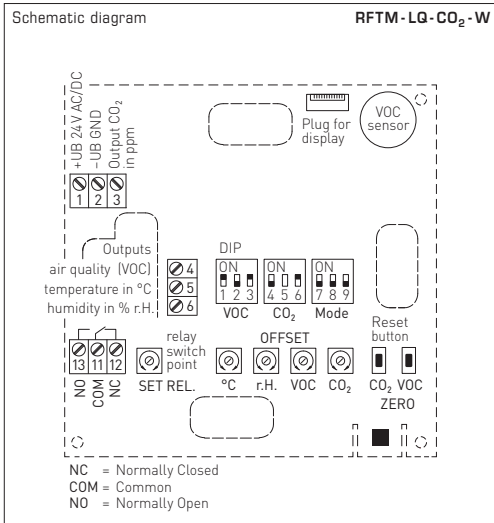 Schematic diagram
RFTM-LQ-CO₂-W
+UB 24V AC/DC
–UB GND
Output CO₂
in ppm
1 2 3
Plug for
display
VOC
sensor
Outputs
air quality (VOC)
temperature in °C
humidity in % r.H.
4
5
6
DIP
ON ON ON
1 2 3 4 5 6 7 8 9
VOC CO₂ Mode
13 11 12
NO
COM
NC
relay
switch
point
SET REL.
OFFSET
°C r.H. VOC CO₂
Reset
button
CO₂ VOC
ZERO
NC = Normally Closed
COM = Common
NO = Normally Open